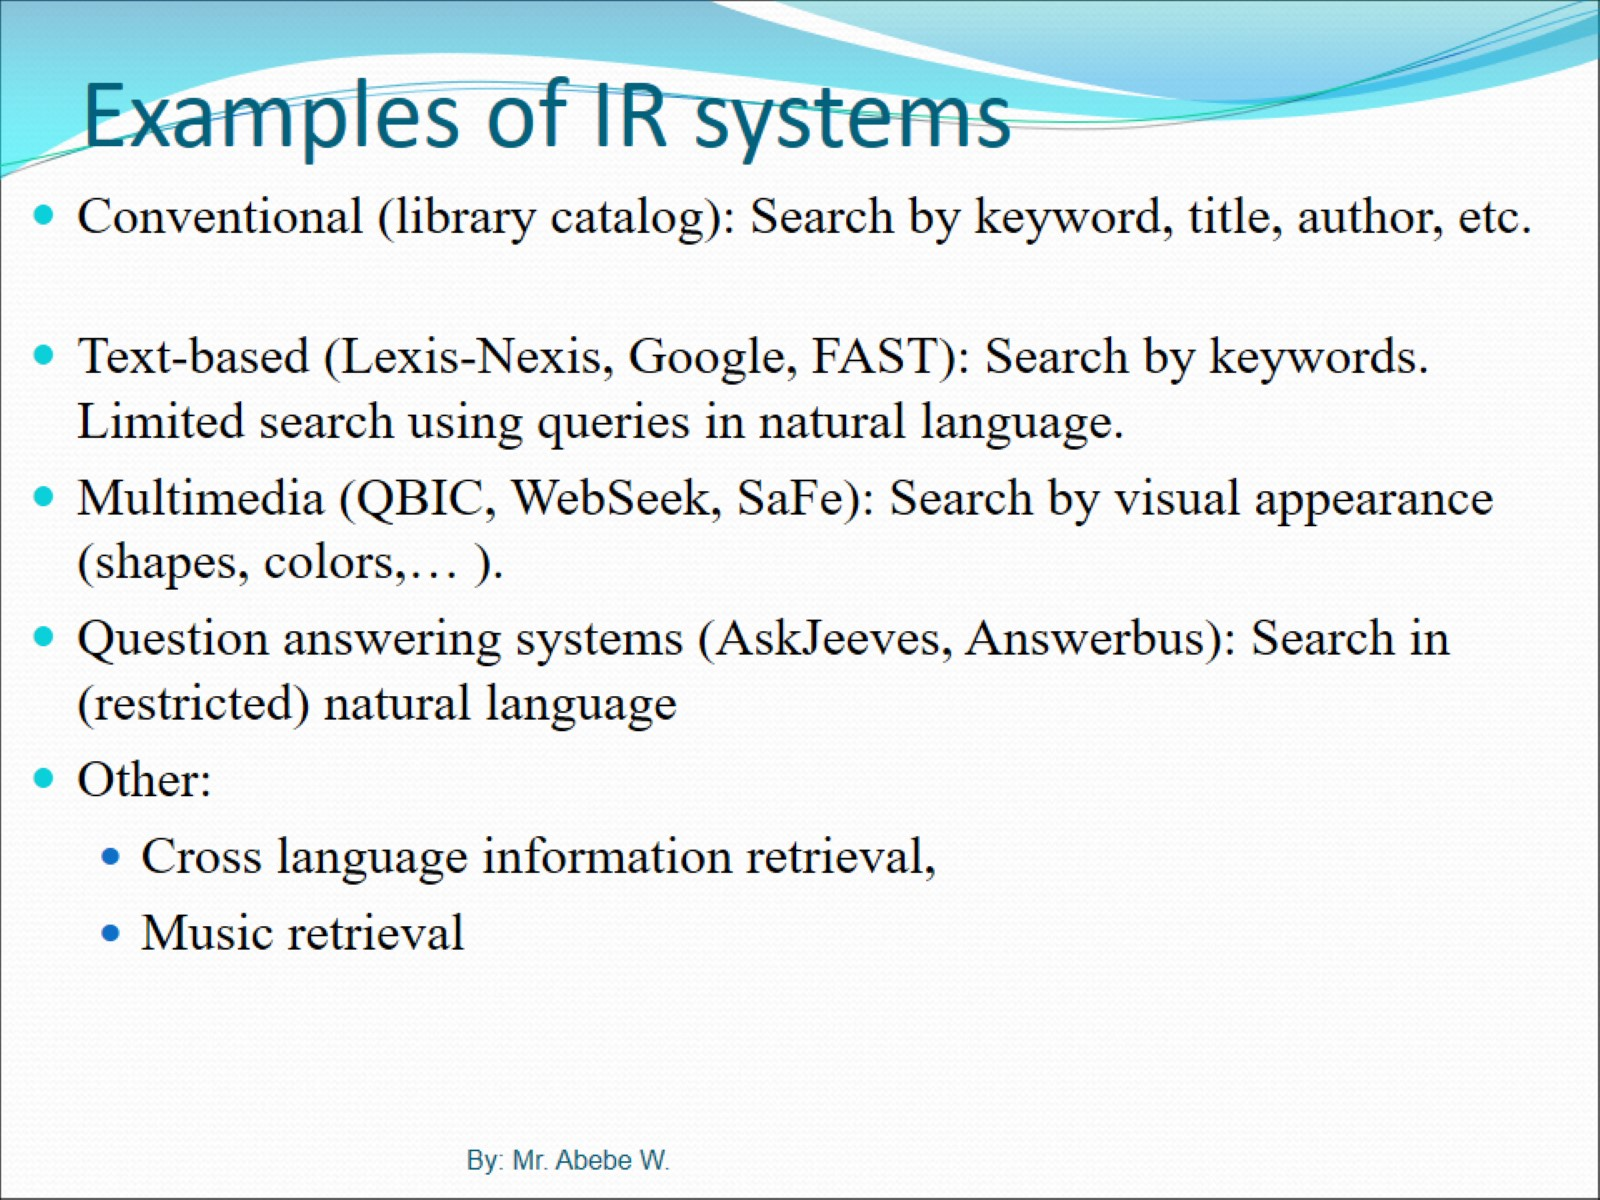 Examples of IR systems
Conventional (library catalog): Search by keyword, title, author, etc.
Text-based (Lexis-Nexis, Google, FAST): Search by keywords.
Limited search using queries in natural language.
Multimedia (QBIC, WebSeek, SaFe): Search by visual appearance
(shapes, colors,… ).
Question answering systems (AskJeeves, Answerbus): Search in
(restricted) natural language
Other:
Cross language information retrieval,
Music retrieval
By: Mr. Abebe W.